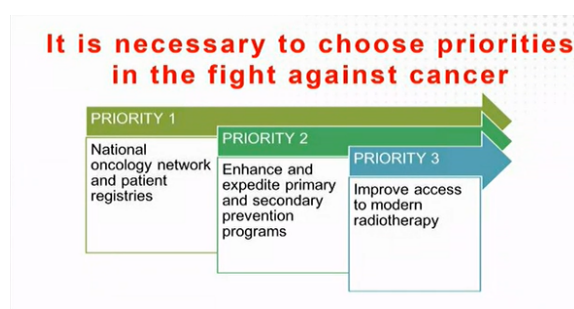 It is necessary to choose priorities
in the fight against cancer
PRIORITY 1
National
oncology network
and patient
registries
PRIORITY 2
Enhance and
expedite primary
and secondary
prevention
programs
PRIORITY 3
Improve access
to modern
radiotherapy